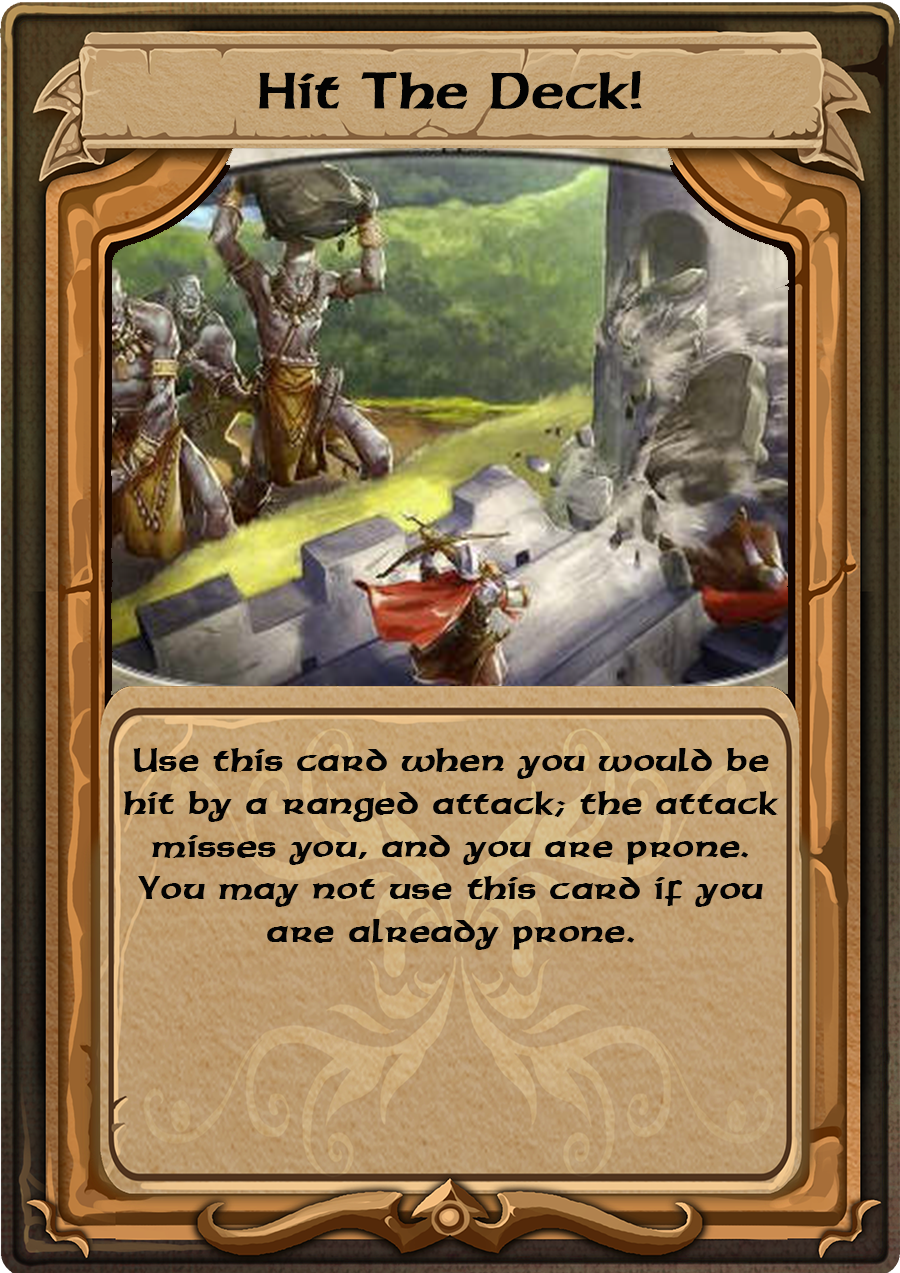 Hit The Deck!
Use this card when you would be
hit by a ranged attack; the attack
misses you, and you are prone.
You may not use this card if you
are already prone.